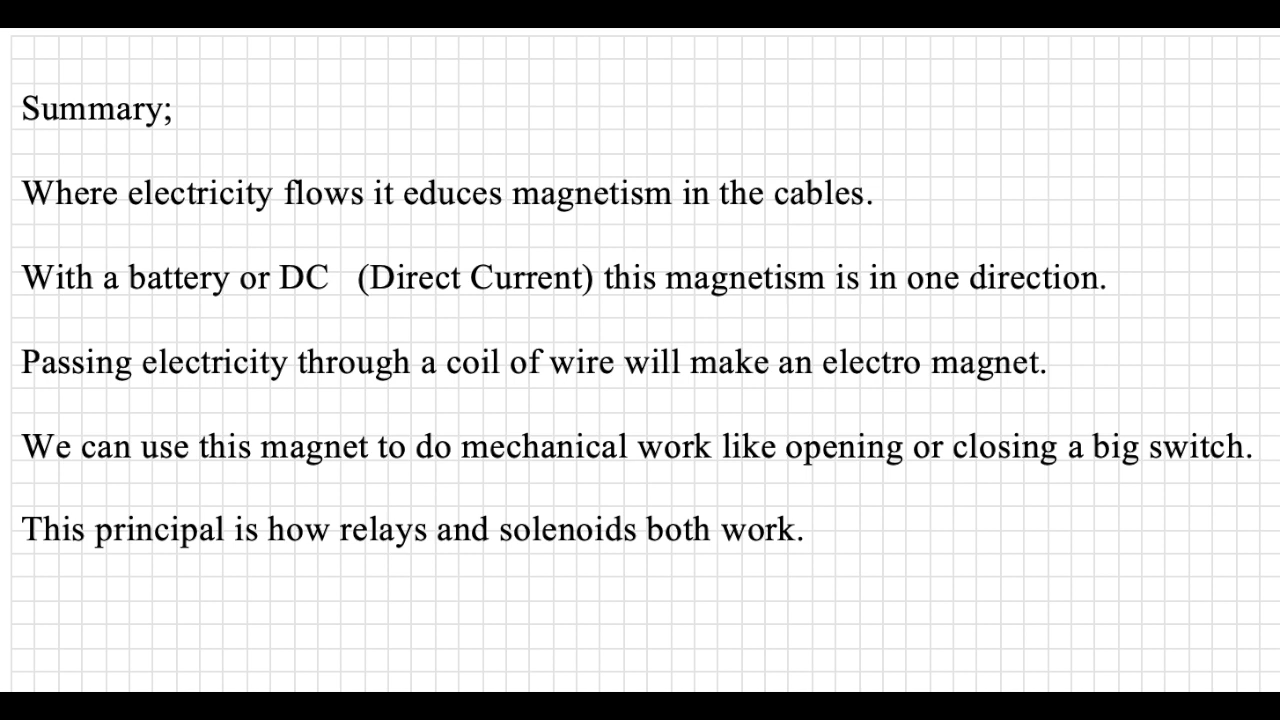 Summary;
Where electricity flows it educes magnetism in the cables.
With a battery or DC   (Direct Current) this magnetism is in one direction.
Passing electricity through a coil of wire will make an electro magnet.
We can use this magnet to do mechanical work like opening or closing a big switch.
This principal is how relays and solenoids both work.